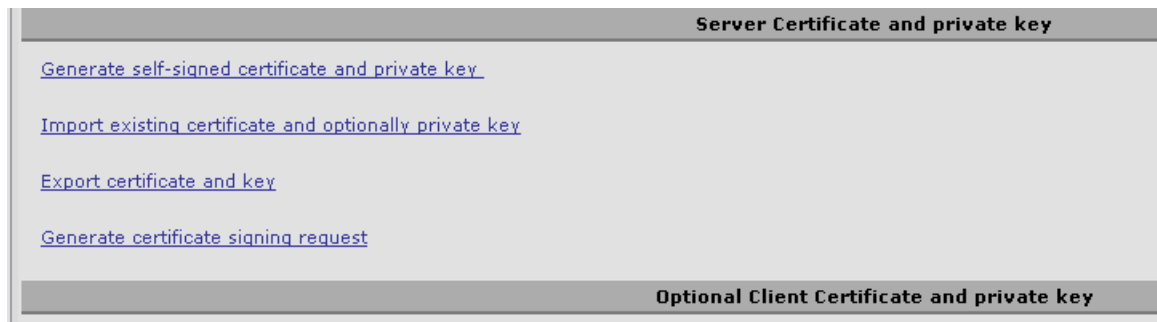 Server Certificate and private key
Generate self-signed certificate and private key
Import existing certificate and optionally private key
Export certificate and key
Generate certificate signing request
Optional Client Certificate and private key